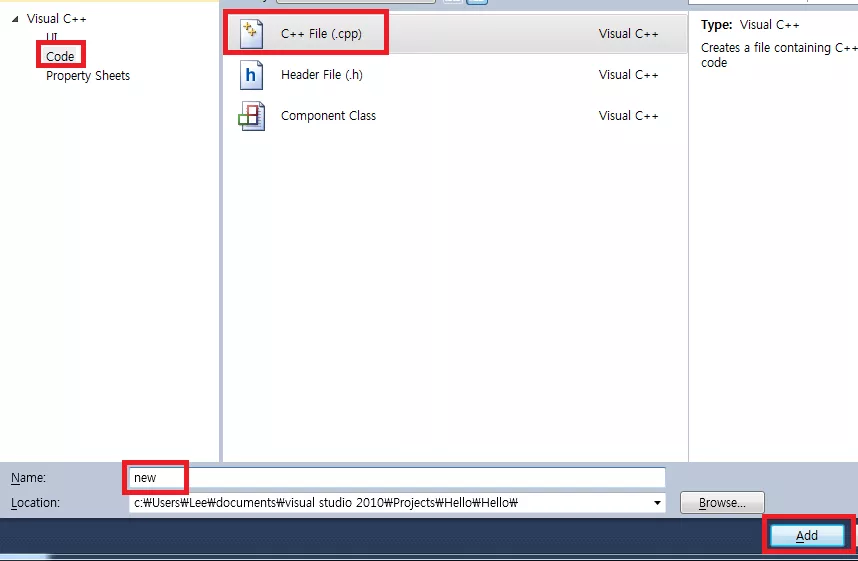 Visual C++
UI
Code
Property Sheets
C++ File (.cpp) Visual C++
Header File (.h) Visual C++
Component Class Visual C++
Type: Visual C++
Creates a file containing C++
code
Name: new
Location: c:₩Users₩Lee₩documents₩visual studio 2010₩Projects₩Hello₩Hello₩ Browse...
Add